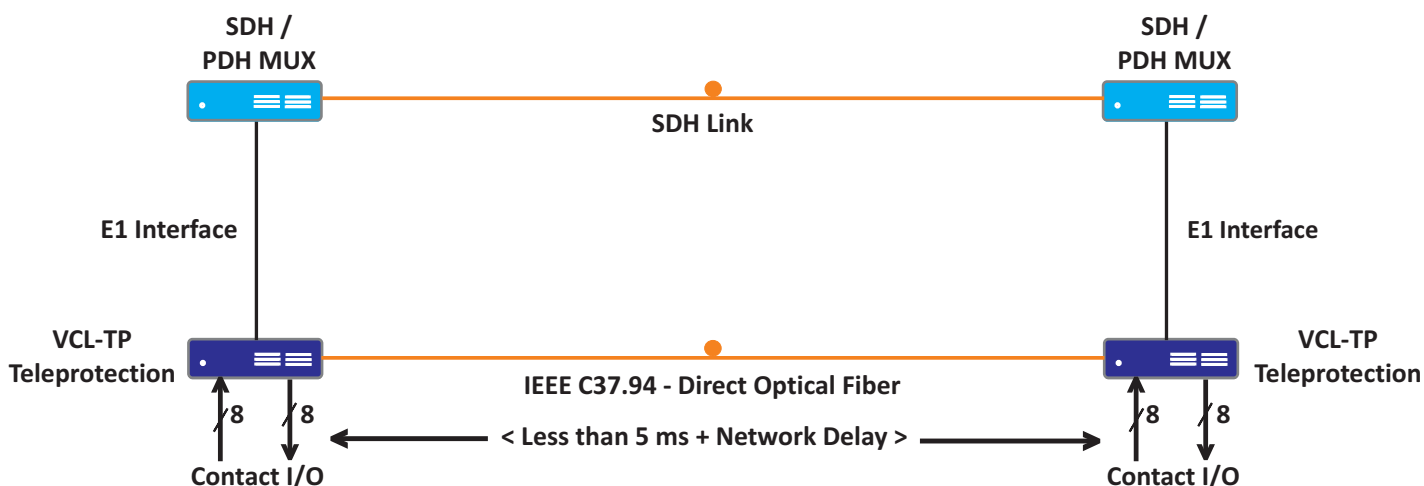 SDH /
PDH MUX
SDH /
PDH MUX
SDH Link
E1 Interface
E1 Interface
VCL-TP
Teleprotection
VCL-TP
Teleprotection
IEEE C37.94 - Direct Optical Fiber
8
8
8
8
< Less than 5 ms + Network Delay >
Contact I/O
Contact I/O